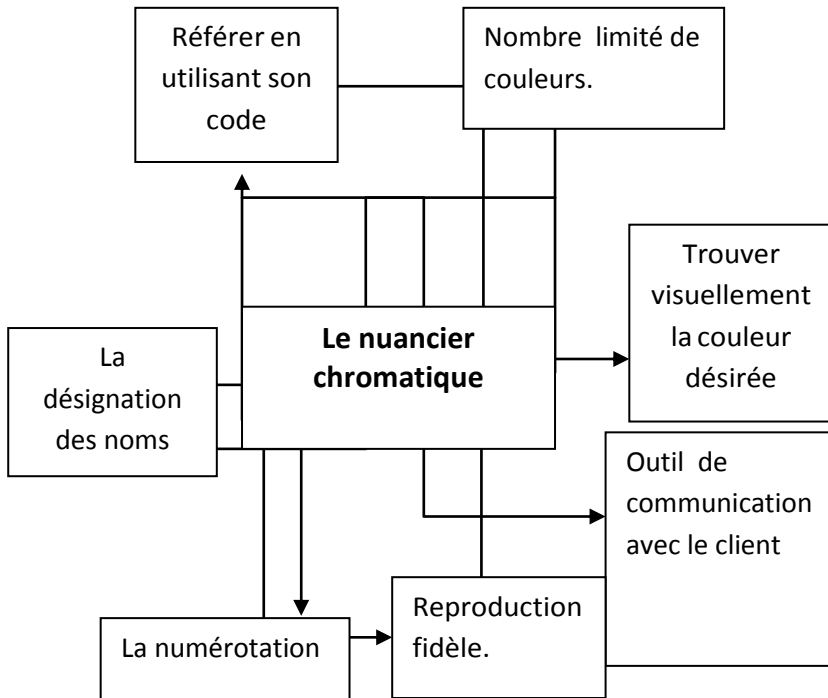 Référer en
utilisant son
code
Nombre limité de
couleurs.
Trouver
visuellement
la couleur
désirée
Le nuancier
chromatique
La
désignation
des noms
Outil de
communication
avec le client
La numérotation
Reproduction
fidèle.